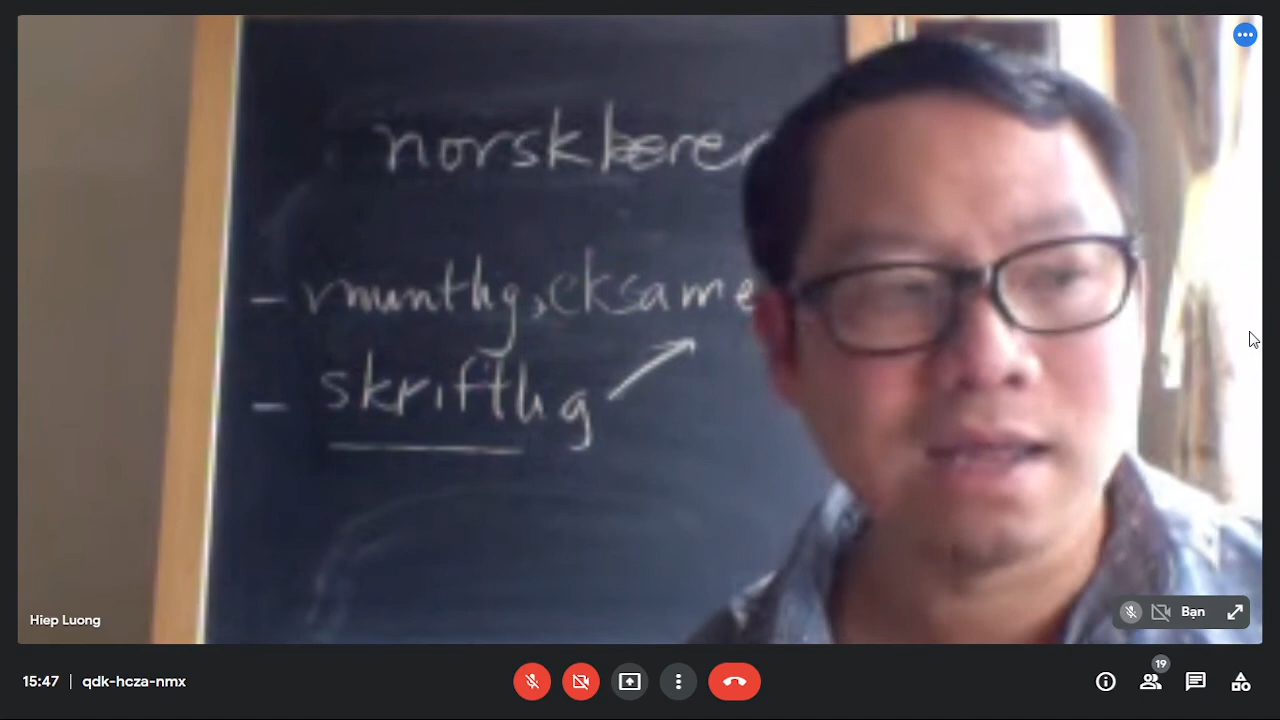 norsklærer
- muntlig, eksame
- skriftlig
Hiep Luong
Bạn
15:47 | qdk-hcza-nmx
19